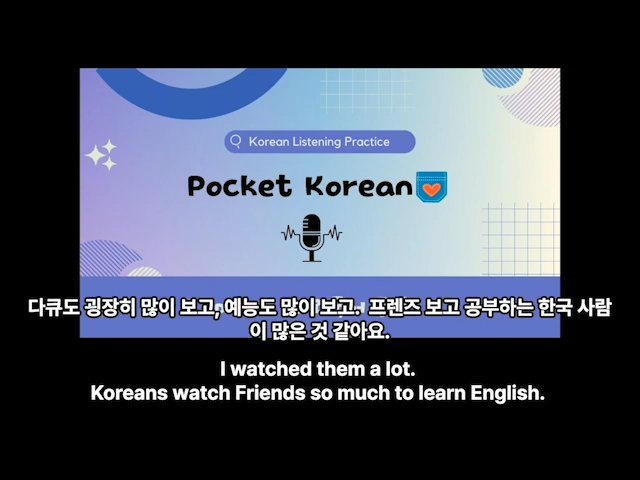 Korean Listening Practice
Pocket Korean
다큐도 굉장히 많이 보고, 예능도 많이 보고. 프렌즈 보고 공부하는 한국 사람
이 많은 것 같아요.
I watched them a lot.
Koreans watch Friends so much to learn English.